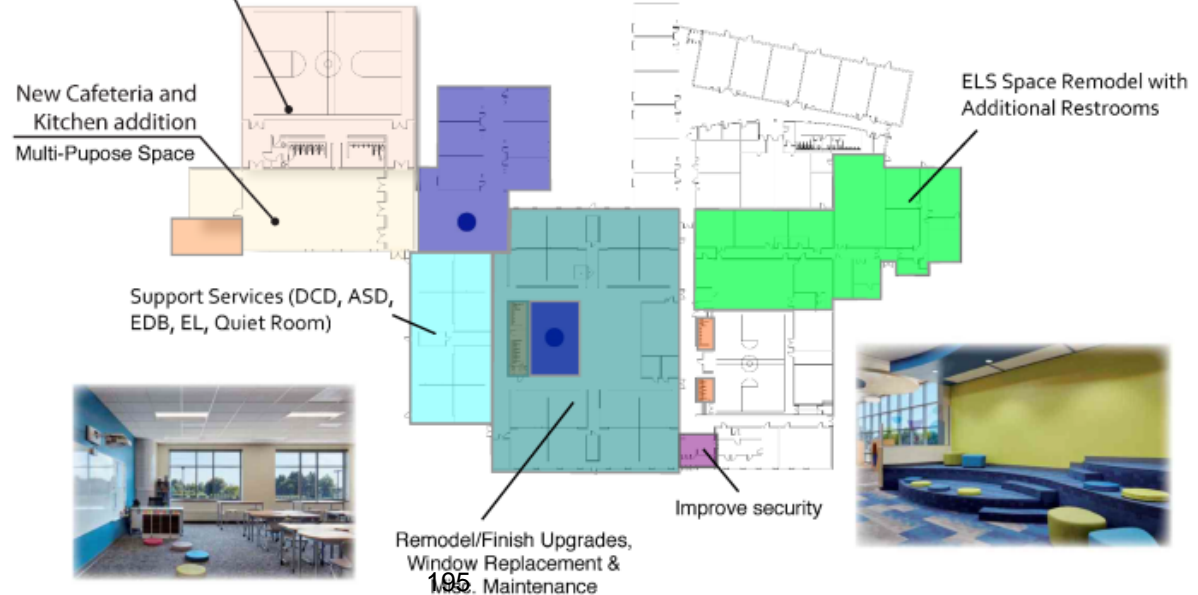 New Cafeteria and
Kitchen addition
Multi-Pupose Space
ELS Space Remodel with
Additional Restrooms
Support Services (DCD, ASD,
EDB, EL, Quiet Room)
Improve security
Remodel/Finish Upgrades,
Window Replacement &
Misc. Maintenance
195